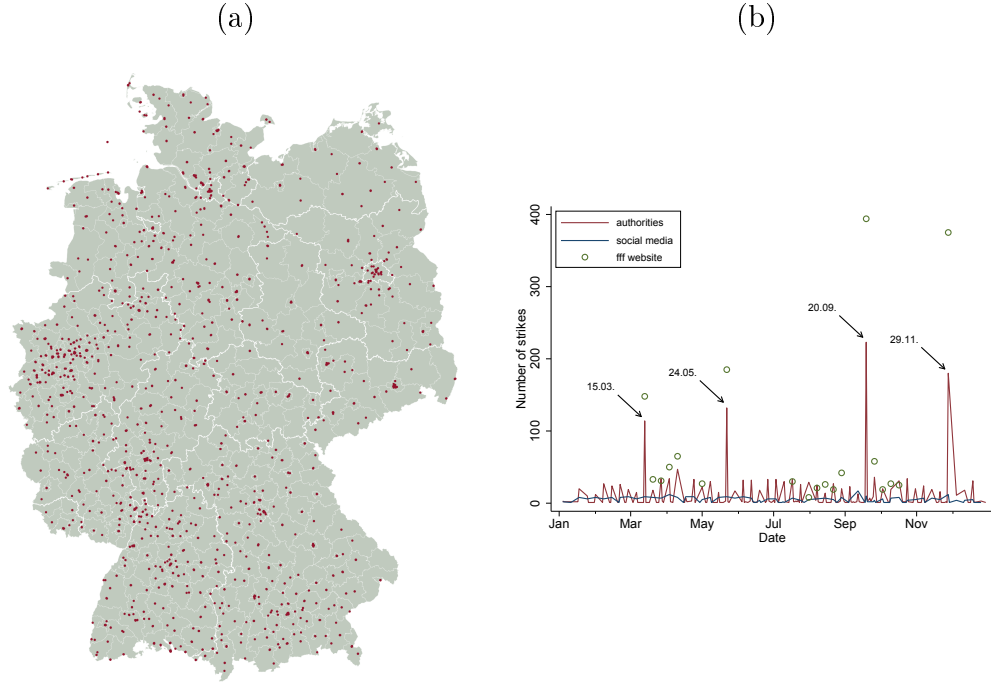 (a)
(b)
Number of strikes
400
300
200
100
0
authorities
social media
fff website
15.03.
24.05.
20.09.
29.11.
Jan
Mar
May
Jul
Sep
Nov
Date